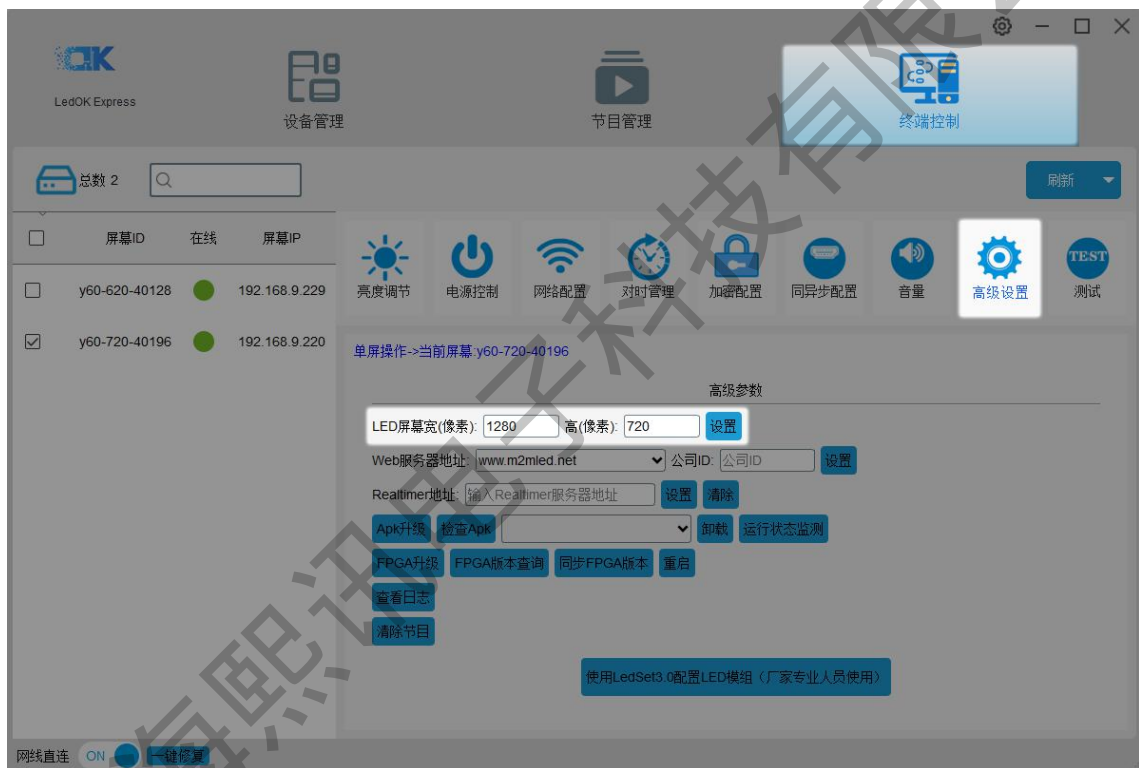 LedOK Express
设备管理
节目管理
终端控制
总数 2
刷新
屏幕ID 在线 屏幕IP
y60-620-40128 192.168.9.229
y60-720-40196 192.168.9.220
亮度调节 电源控制 网络配置 对时管理 加密配置 同异步配置 音量 高级设置 TEST 测试
单屏操作->当前屏幕:y60-720-40196
高级参数
LED屏幕宽(像素): 1280 高(像素): 720 设置
Web服务器地址: www.m2mled.net 公司ID: 公司ID 设置
Realtimer地址: 输入Realtimer服务器地址 设置 清除
Apk升级 检查Apk 卸载 运行状态监测
FPGA升级 FPGA版本查询 同步FPGA版本 重启
查看日志
清除节目
使用LedSet3.0配置LED模组（厂家专业人员使用）
网线直连 ON 一键修复
海熙讯电子科技有限